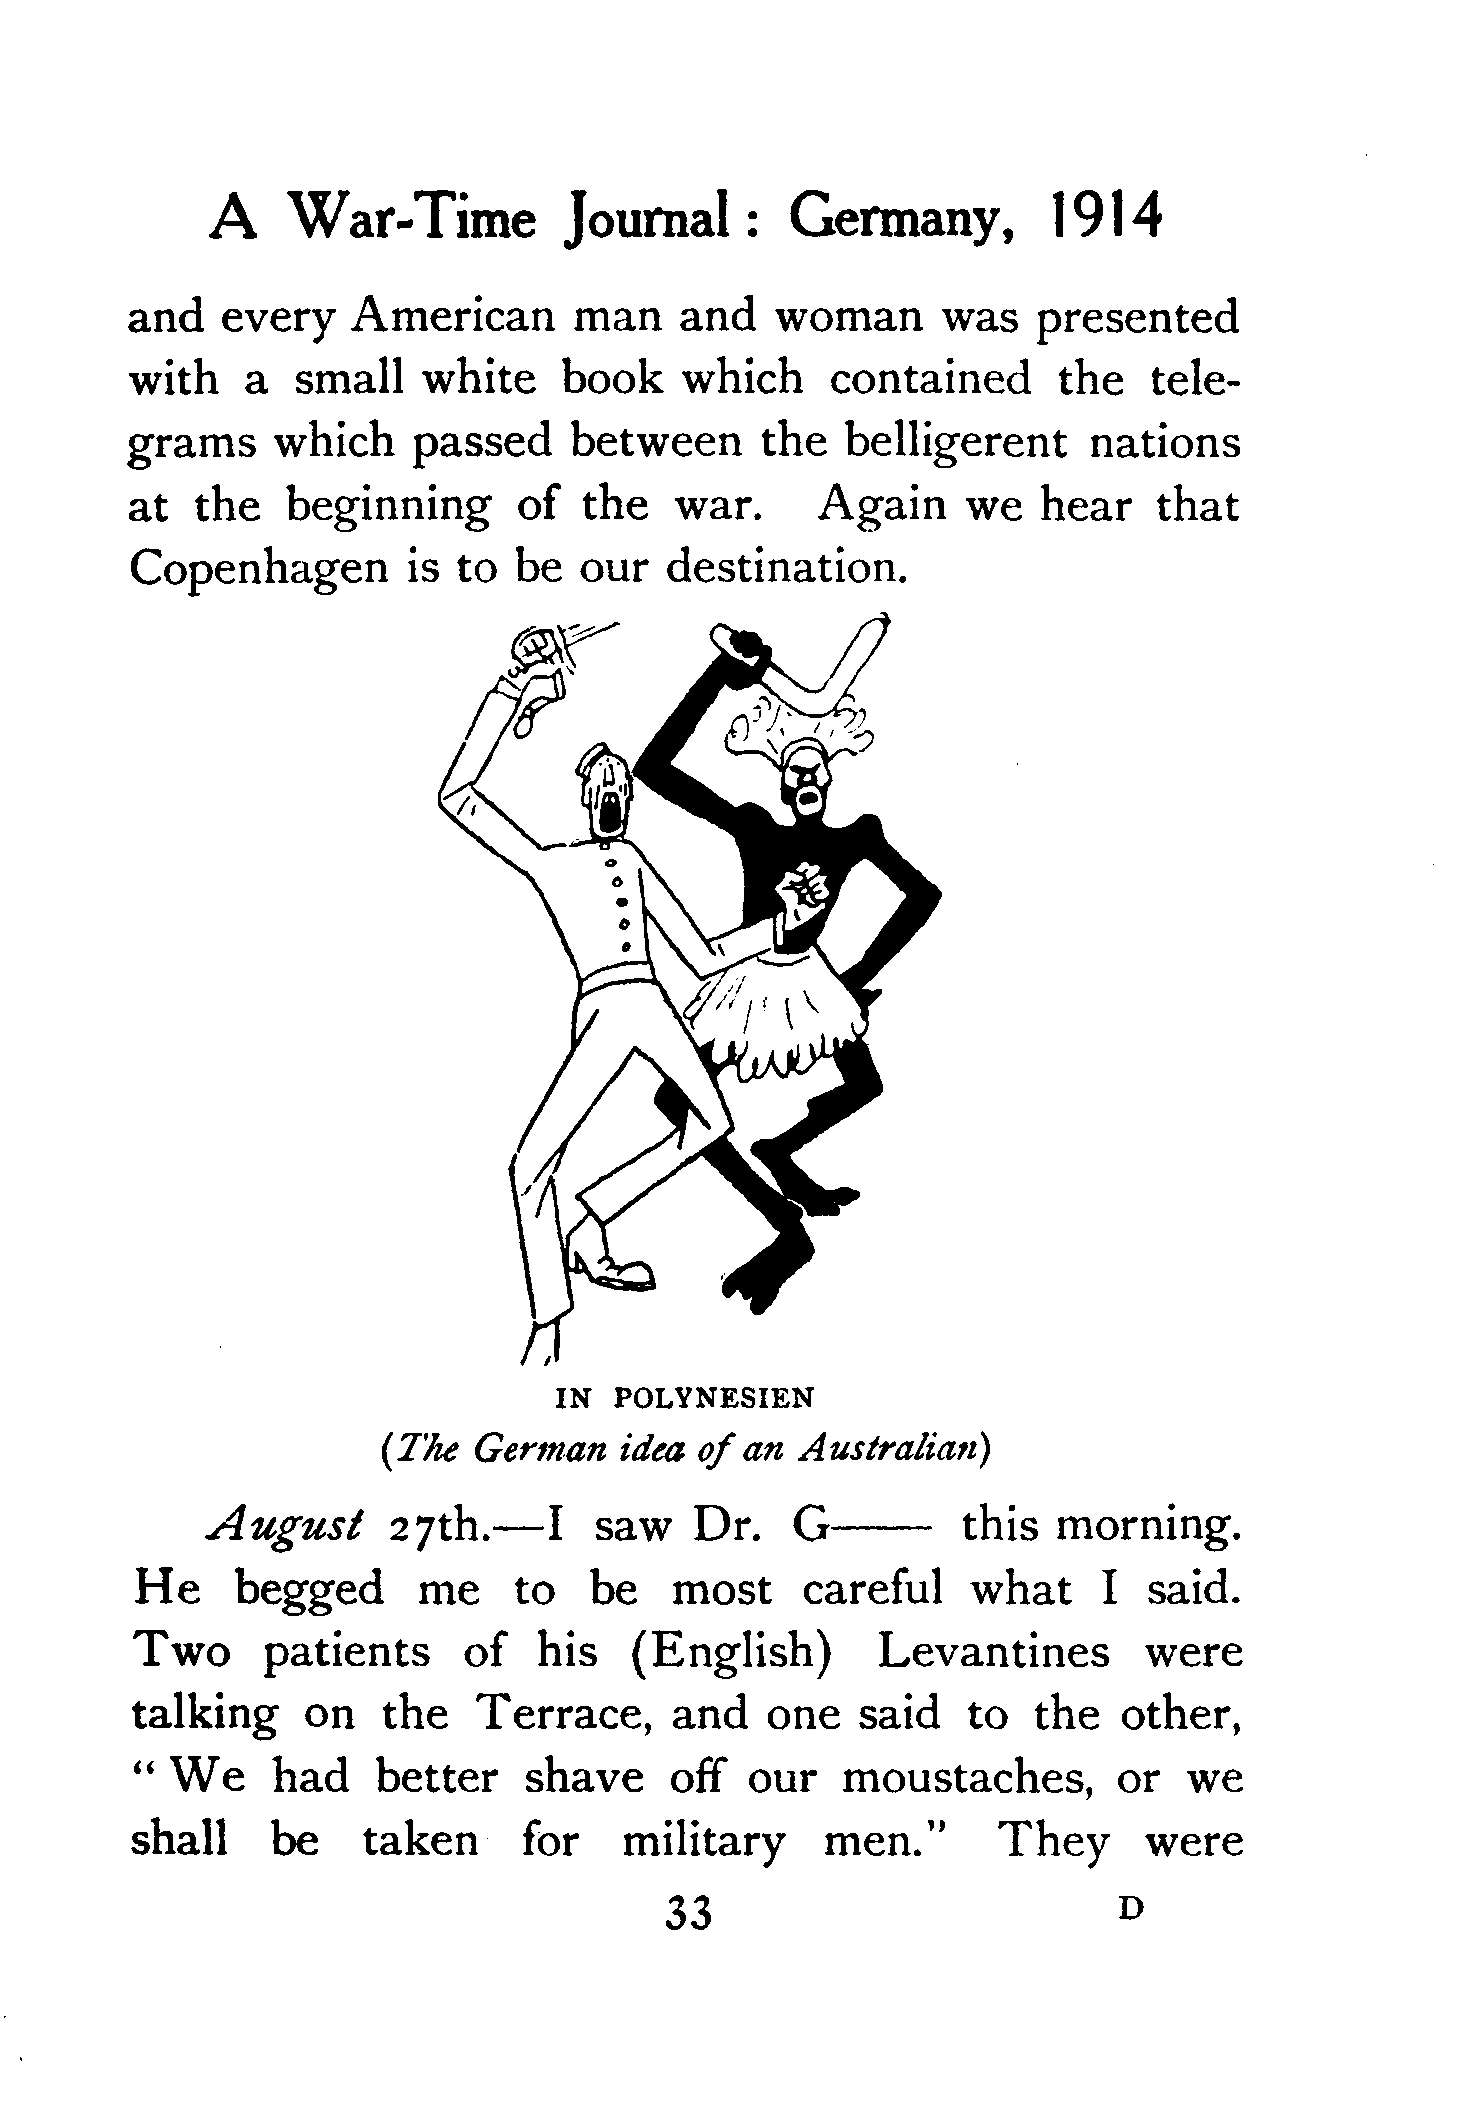 A War-Time Journal: Germany, 1914
and every American man and woman was presented
with a small white book which contained the tele-
grams which passed between the belligerent nations
at the beginning of the war. Again we hear that
Copenhagen is to be our destination.
IN POLYNESIEN
(The German idea of an Australian)
August 27th.—I saw Dr. G—— this morning.
He begged me to be most careful what I said.
Two patients of his (English) Levantines were
talking on the Terrace, and one said to the other,
“We had better shave off our moustaches, or we
shall be taken for military men.” They were
33 D